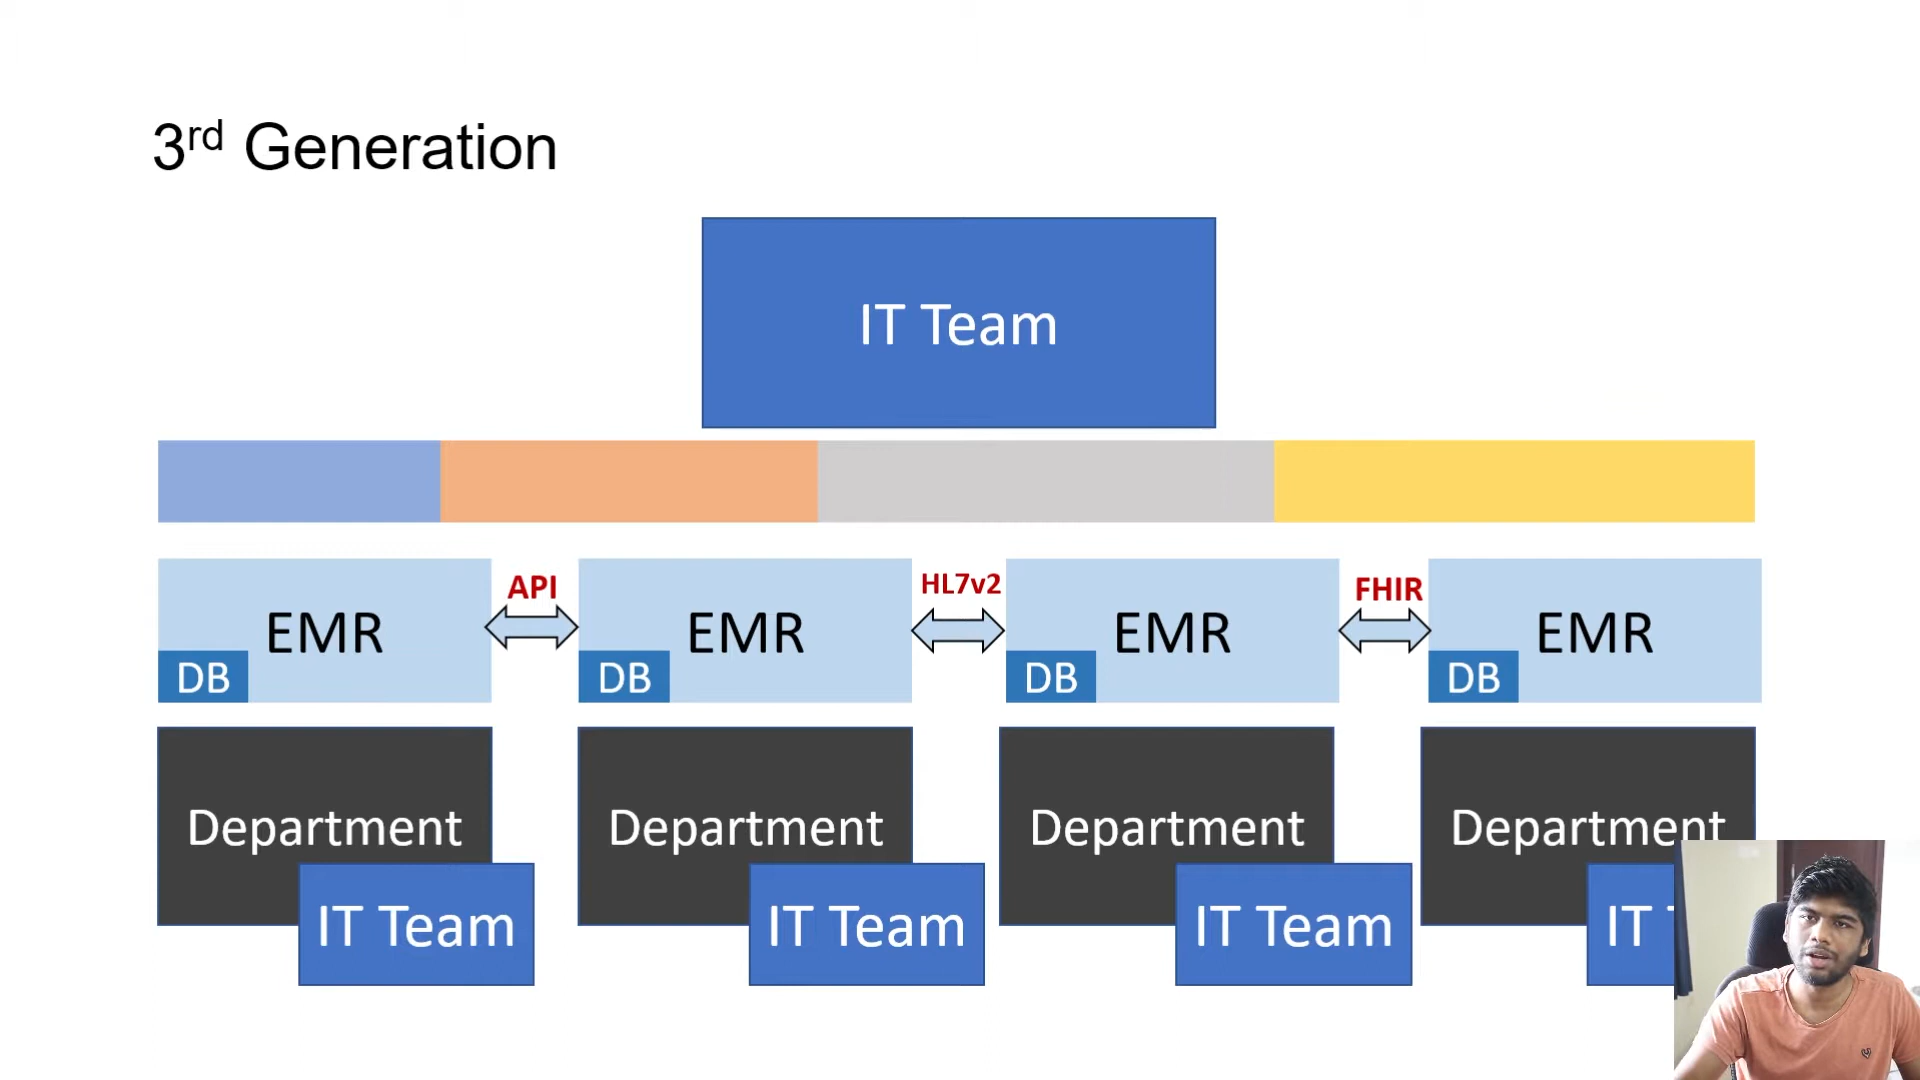 3rd Generation
IT Team
API
HL7v2
FHIR
EMR
EMR
EMR
EMR
DB
DB
DB
DB
Department
Department
Department
Department
IT Team
IT Team
IT Team
IT